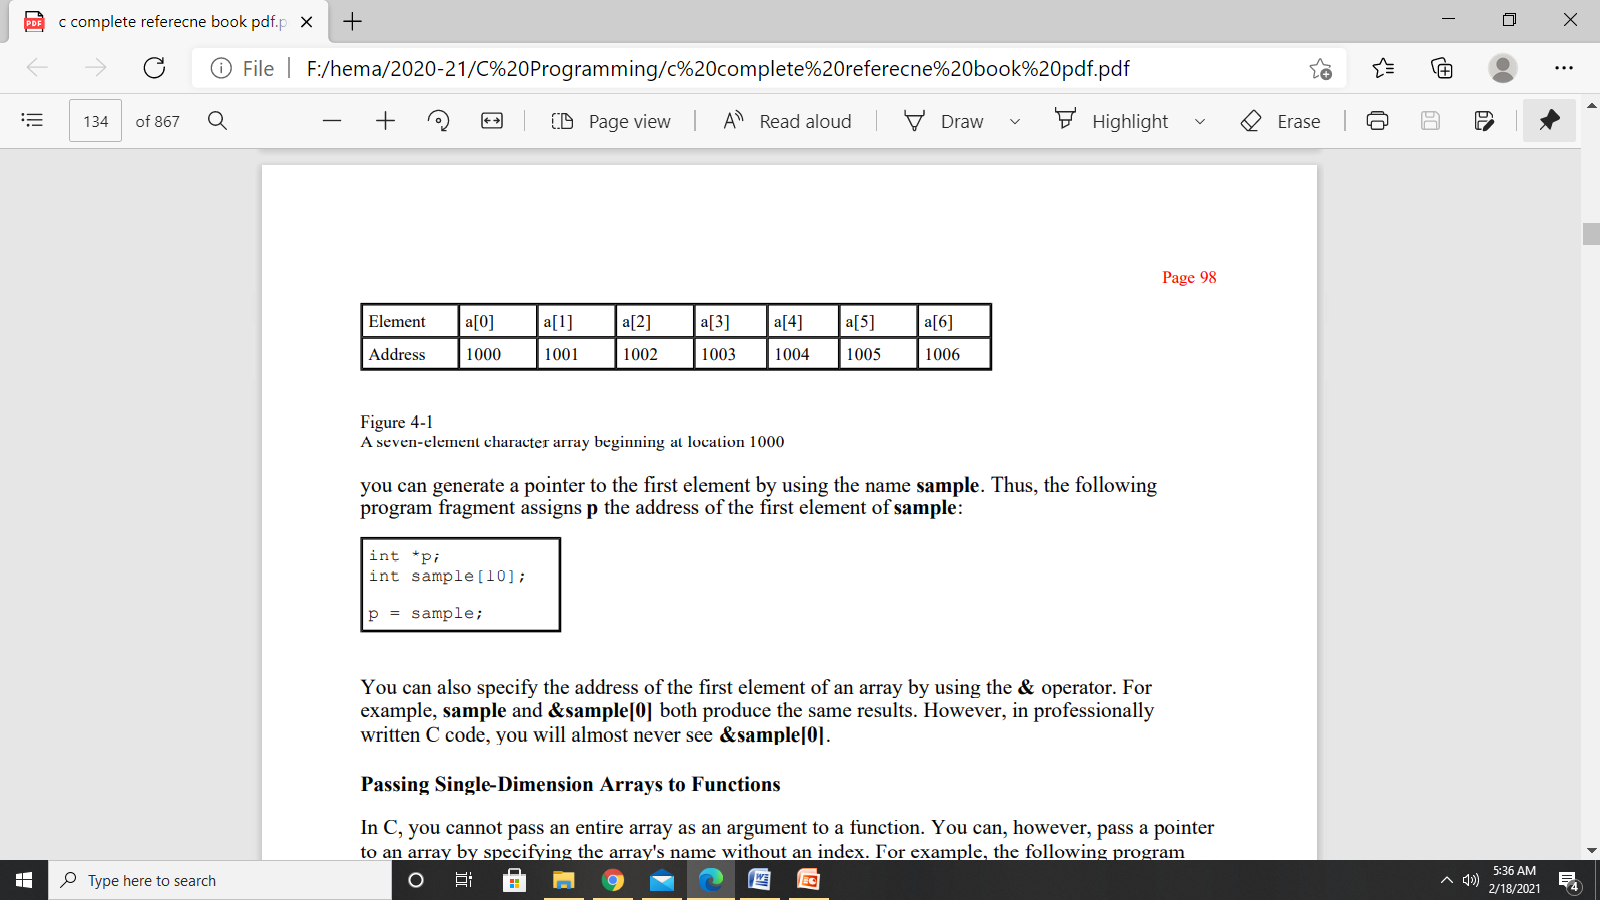 c complete referecne book pdf.p
File F:/hema/2020-21/C%20Programming/c%20complete%20referecne%20book%20pdf.pdf
134 of 867 Page view Read aloud Draw Highlight Erase
Page 98
Element a[0] a[1] a[2] a[3] a[4] a[5] a[6]
Address 1000 1001 1002 1003 1004 1005 1006
Figure 4-1
A seven-element character array beginning at location 1000
you can generate a pointer to the first element by using the name sample. Thus, the following
program fragment assigns p the address of the first element of sample:
int *p;
int sample[10];
p = sample;
You can also specify the address of the first element of an array by using the & operator. For
example, sample and &sample[0] both produce the same results. However, in professionally
written C code, you will almost never see &sample[0].
Passing Single-Dimension Arrays to Functions
In C, you cannot pass an entire array as an argument to a function. You can, however, pass a pointer
to an array by specifying the array's name without an index. For example, the following program
Type here to search
5:36 AM
2/18/2021
4